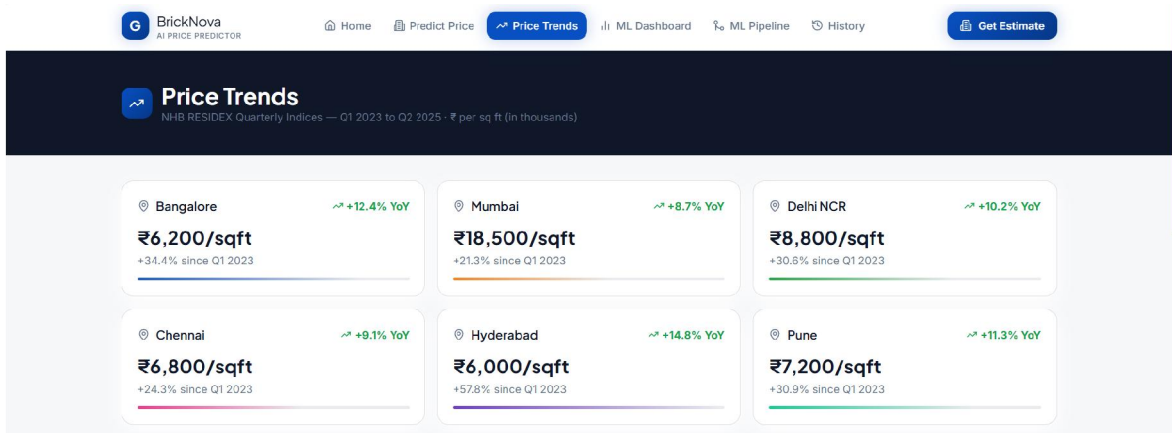 G BrickNova
AI PRICE PREDICTOR
Home Predict Price Price Trends ML Dashboard ML Pipeline History Get Estimate
Price Trends
NHB RESIDEX Quarterly Indices — Q1 2023 to Q2 2025 · ₹ per sq ft (in thousands)
Bangalore +12.4% YoY
₹6,200/sqft
+34.4% since Q1 2023
Mumbai +8.7% YoY
₹18,500/sqft
+21.3% since Q1 2023
Delhi NCR +10.2% YoY
₹8,800/sqft
+30.6% since Q1 2023
Chennai +9.1% YoY
₹6,800/sqft
+24.3% since Q1 2023
Hyderabad +14.8% YoY
₹6,000/sqft
+57.8% since Q1 2023
Pune +11.3% YoY
₹7,200/sqft
+30.9% since Q1 2023